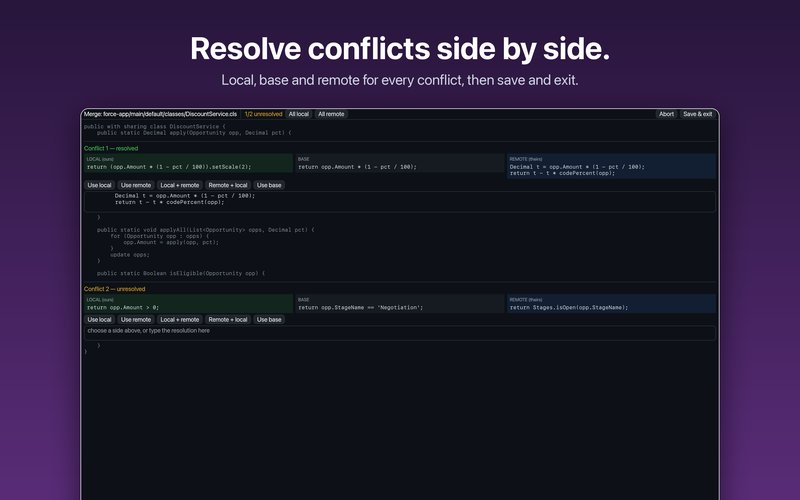 Resolve conflicts side by side.
Local, base and remote for every conflict, then save and exit.
Merge: force-app/main/default/classes/DiscountService.cls 1/2 unresolved All local All remote Abort Save & exit
public with sharing class DiscountService {
public static Decimal apply(Opportunity opp, Decimal pct) {
Conflict 1 — resolved
LOCAL (ours) BASE REMOTE (theirs)
return (opp.Amount * (1 - pct / 100)).setScale(2); return opp.Amount * (1 - pct / 100); Decimal t = opp.Amount * (1 - pct / 100);
return t - t * codePercent(opp);
Use local Use remote Local + remote Remote + local Use base
Decimal t = opp.Amount * (1 - pct / 100);
return t - t * codePercent(opp);
}
public static void applyAll(List<Opportunity> opps, Decimal pct) {
for (Opportunity opp : opps) {
opp.Amount = apply(opp, pct);
}
update opps;
}
public static Boolean isEligible(Opportunity opp) {
Conflict 2 — unresolved
LOCAL (ours) BASE REMOTE (theirs)
return opp.Amount > 0; return opp.StageName == 'Negotiation'; return Stages.isOpen(opp.StageName);
Use local Use remote Local + remote Remote + local Use base
choose a side above, or type the resolution here
}
}